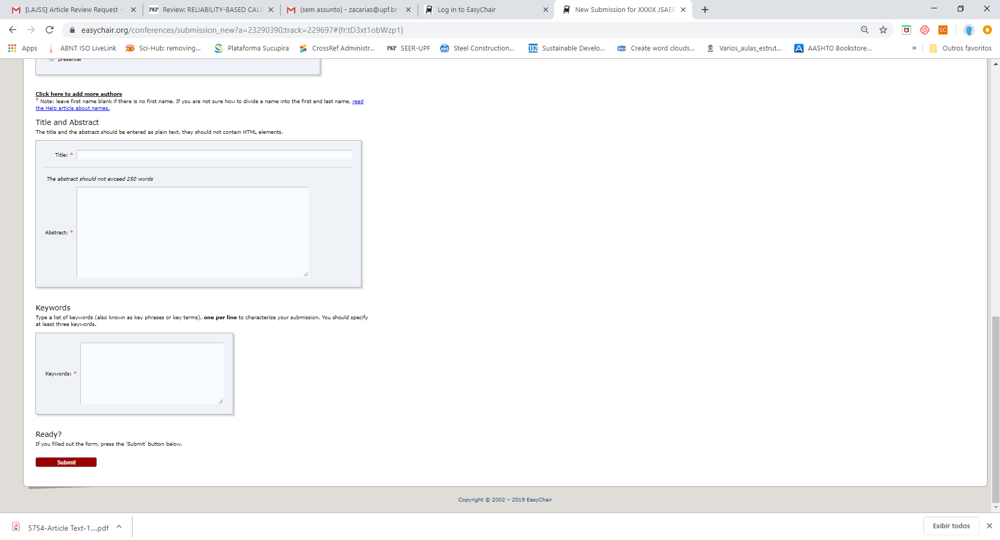 [LAJSS] Article Review Request -
PKP Review: RELIABILITY-BASED CALI
(sem assunto) - zacarias@upf.br
Log in to EasyChair
New Submission for XXXIX JSAEE
easychair.org/conferences/submission_new?a=23290390;track=229697#{fr:tD3xt1obWzp1}
SC
Apps
ABNT ISO LiveLink
Sci-Hub: removing...
Plataforma Sucupira
CrossRef Administr...
PKP SEER-UPF
nxt Steel Construction...
UN Sustainable Develo...
Word Create word clouds...
Varios_aulas_estrut...
A AASHTO Bookstore...
»
Outros favoritos
presenter
Click here to add more authors
† Note: leave first name blank if there is no first name. If you are not sure how to divide a name into the first and last name, read
the Help article about names.
Title and Abstract
The title and the abstract should be entered as plain text, they should not contain HTML elements.
Title: *
The abstract should not exceed 250 words
Abstract: *
Keywords
Type a list of keywords (also known as key phrases or key terms), one per line to characterize your submission. You should specify
at least three keywords.
Keywords: *
Ready?
If you filled out the form, press the 'Submit' button below.
Submit
Copyright © 2002 – 2019 EasyChair
5754-Article Text-1....pdf
Exibir todos